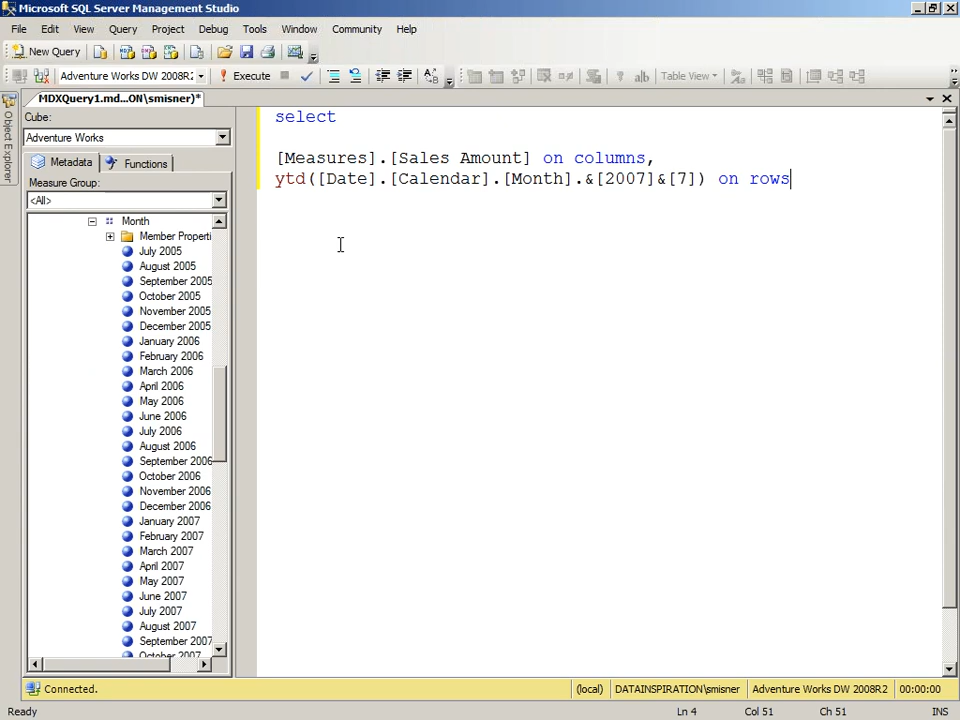 Microsoft SQL Server Management Studio
File Edit View Query Project Debug Tools Window Community Help
New Query
Adventure Works DW 2008R2 Execute Table View
MDXQuery1.md...ON\smisner)*
Object Explorer
Cube:
Adventure Works
Metadata Functions
Measure Group:
<All>
Month
Member Properti
July 2005
August 2005
September 2005
October 2005
November 2005
December 2005
January 2006
February 2006
March 2006
April 2006
May 2006
June 2006
July 2006
August 2006
September 2006
October 2006
November 2006
December 2006
January 2007
February 2007
March 2007
April 2007
May 2007
June 2007
July 2007
August 2007
September 2007
October 2007
select
[Measures].[Sales Amount] on columns,
ytd([Date].[Calendar].[Month].&[2007]&[7]) on rows
Connected. (local) DATAINSPIRATION\smisner Adventure Works DW 2008R2 00:00:00
Ready Ln 4 Col 51 Ch 51 INS